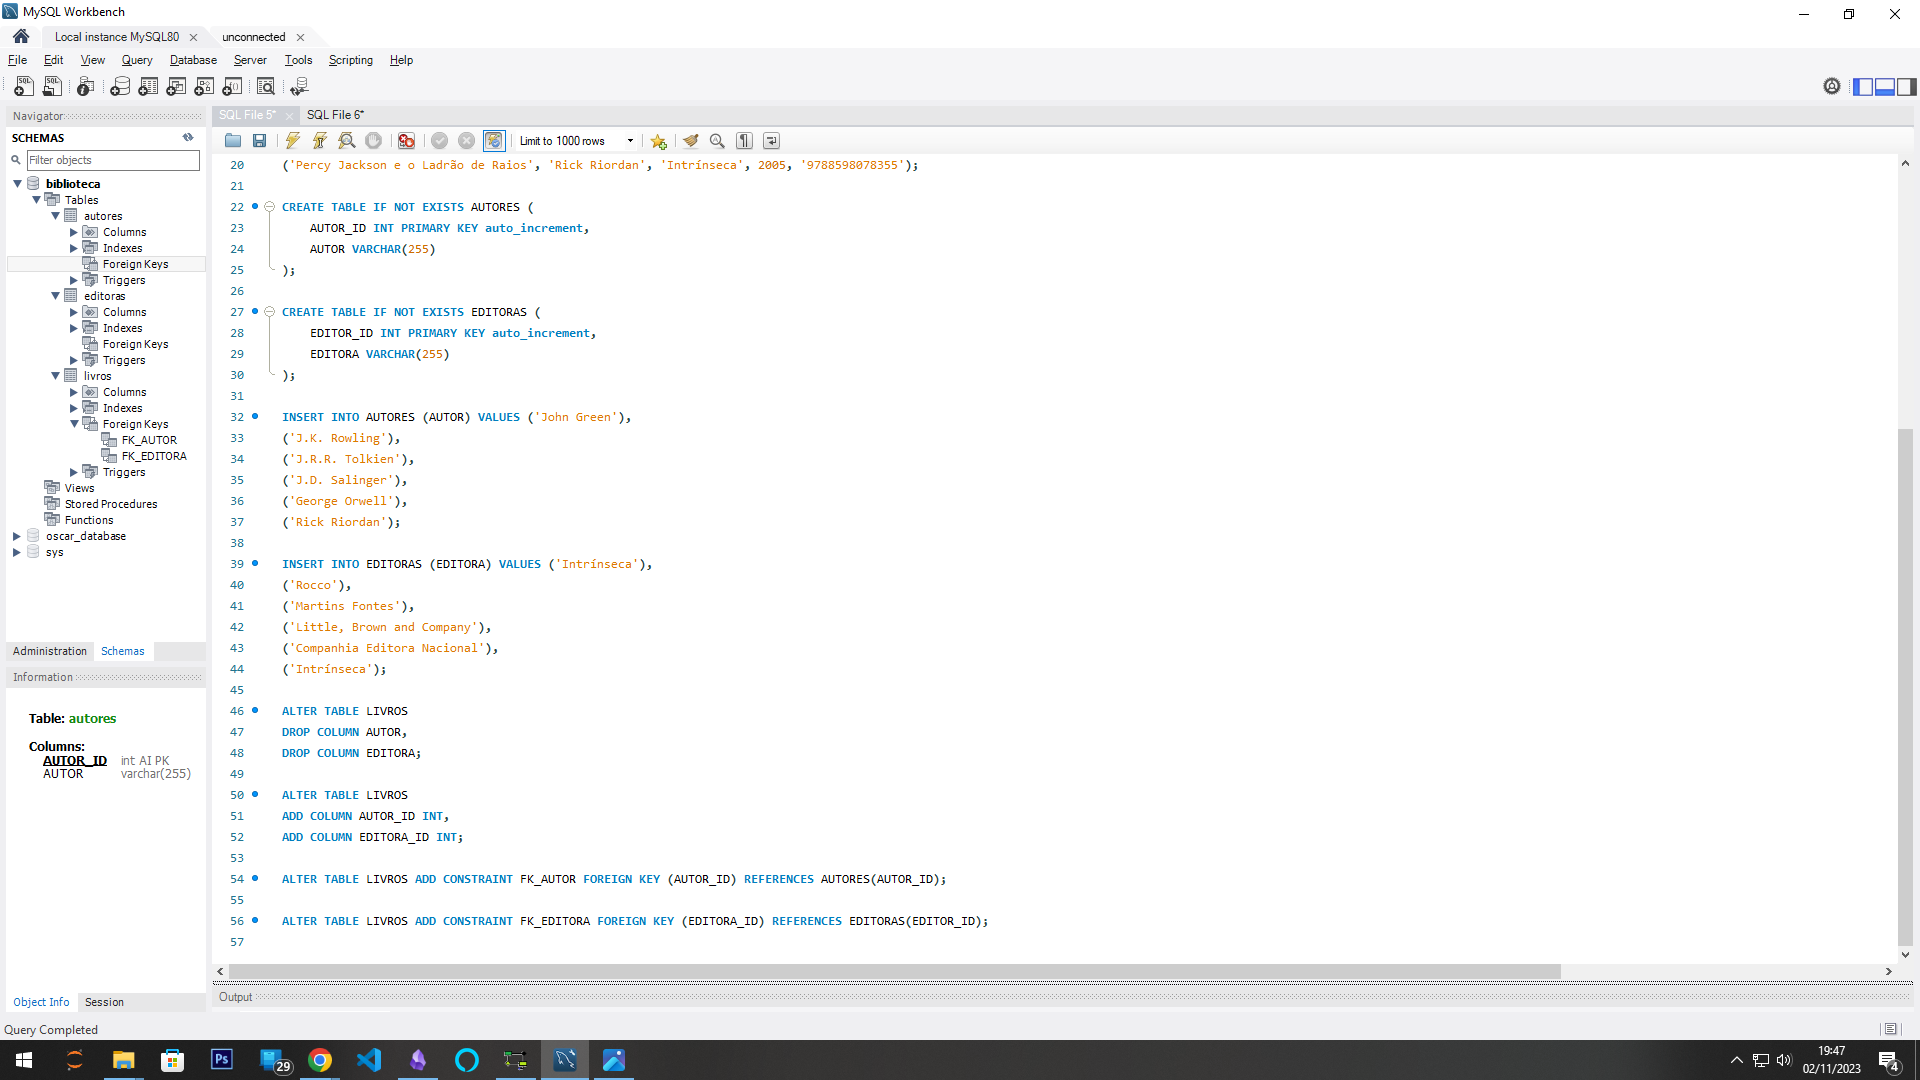 MySQL Workbench
Local instance MySQL80
unconnected
File Edit View Query Database Server Tools Scripting Help
Navigator
SCHEMAS
Filter objects
biblioteca
Tables
autores
Columns
Indexes
Foreign Keys
Triggers
editoras
Columns
Indexes
Foreign Keys
Triggers
livros
Columns
Indexes
Foreign Keys
FK_AUTOR
FK_EDITORA
Triggers
Views
Stored Procedures
Functions
oscar_database
sys
Administration Schemas
Information
Table: autores
Columns:
AUTOR_ID int AI PK
AUTOR varchar(255)
Object Info Session
SQL File 5* SQL File 6*
Limit to 1000 rows
20 ('Percy Jackson e o Ladrão de Raios', 'Rick Riordan', 'Intrínseca', 2005, '9788598078355');
21
22 CREATE TABLE IF NOT EXISTS AUTORES (
23 AUTOR_ID INT PRIMARY KEY auto_increment,
24 AUTOR VARCHAR(255)
25 );
26
27 CREATE TABLE IF NOT EXISTS EDITORAS (
28 EDITOR_ID INT PRIMARY KEY auto_increment,
29 EDITORA VARCHAR(255)
30 );
31
32 INSERT INTO AUTORES (AUTOR) VALUES ('John Green'),
33 ('J.K. Rowling'),
34 ('J.R.R. Tolkien'),
35 ('J.D. Salinger'),
36 ('George Orwell'),
37 ('Rick Riordan');
38
39 INSERT INTO EDITORAS (EDITORA) VALUES ('Intrínseca'),
40 ('Rocco'),
41 ('Martins Fontes'),
42 ('Little, Brown and Company'),
43 ('Companhia Editora Nacional'),
44 ('Intrínseca');
45
46 ALTER TABLE LIVROS
47 DROP COLUMN AUTOR,
48 DROP COLUMN EDITORA;
49
50 ALTER TABLE LIVROS
51 ADD COLUMN AUTOR_ID INT,
52 ADD COLUMN EDITORA_ID INT;
53
54 ALTER TABLE LIVROS ADD CONSTRAINT FK_AUTOR FOREIGN KEY (AUTOR_ID) REFERENCES AUTORES(AUTOR_ID);
55
56 ALTER TABLE LIVROS ADD CONSTRAINT FK_EDITORA FOREIGN KEY (EDITORA_ID) REFERENCES EDITORAS(EDITOR_ID);
57
Output
Query Completed
Ps
29
19:47
02/11/2023
4